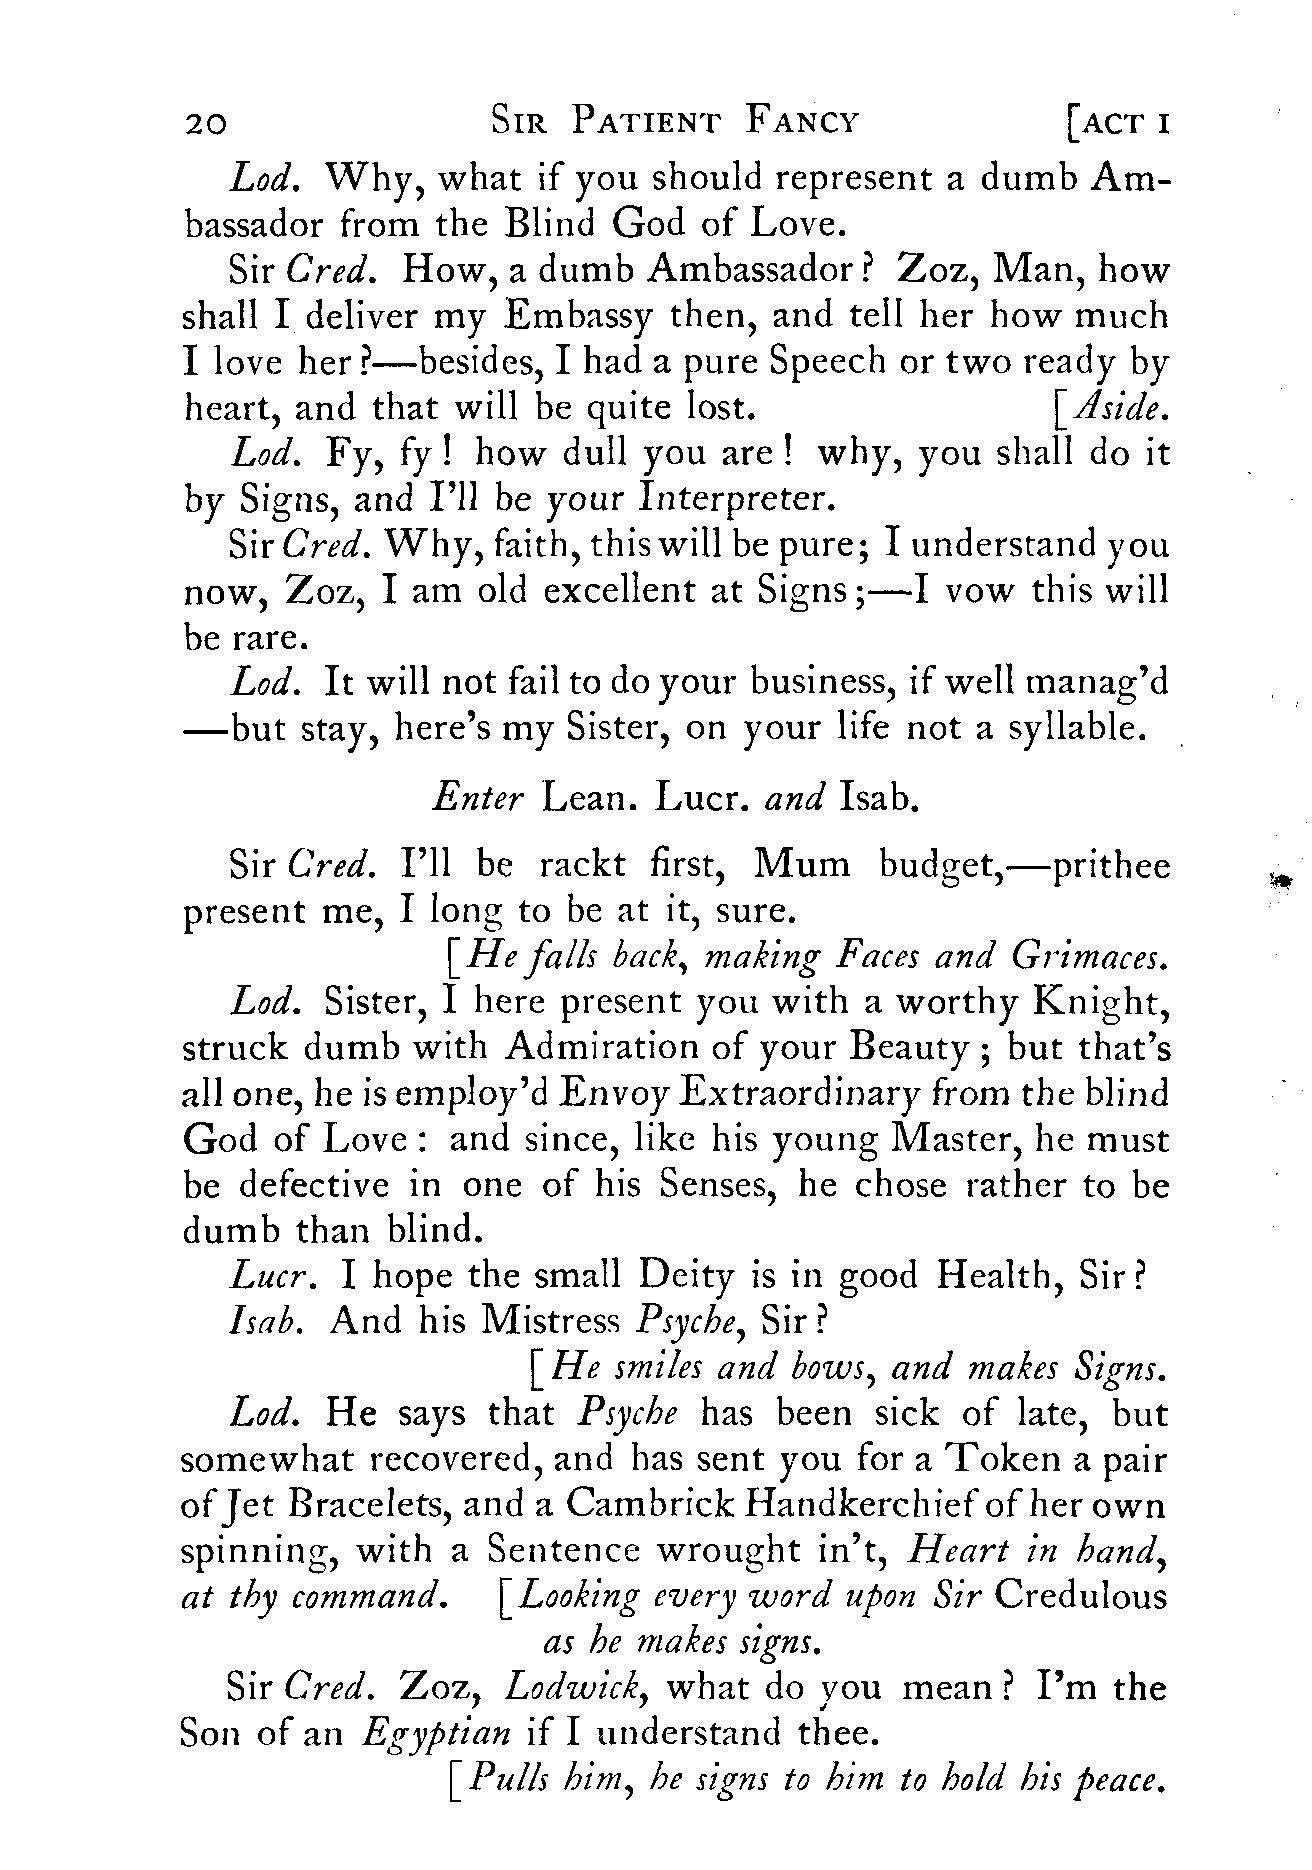 20 SIR PATIENT FANCY [ACT I
Lod. Why, what if you should represent a dumb Am-
bassador from the Blind God of Love.
Sir Cred. How, a dumb Ambassador? Zoz, Man, how
shall I deliver my Embassy then, and tell her how much
I love her?—besides, I had a pure Speech or two ready by
heart, and that will be quite lost. [Aside.
Lod. Fy, fy! how dull you are! why, you shall do it
by Signs, and I'll be your Interpreter.
Sir Cred. Why, faith, this will be pure; I understand you
now, Zoz, I am old excellent at Signs;—I vow this will
be rare.
Lod. It will not fail to do your business, if well manag'd
—but stay, here's my Sister, on your life not a syllable.
Enter Lean. Lucr. and Isab.
Sir Cred. I'll be rackt first, Mum budget,—prithee
present me, I long to be at it, sure.
[He falls back, making Faces and Grimaces.
Lod. Sister, I here present you with a worthy Knight,
struck dumb with Admiration of your Beauty; but that's
all one, he is employ'd Envoy Extraordinary from the blind
God of Love: and since, like his young Master, he must
be defective in one of his Senses, he chose rather to be
dumb than blind.
Lucr. I hope the small Deity is in good Health, Sir?
Isab. And his Mistress Psyche, Sir?
[He smiles and bows, and makes Signs.
Lod. He says that Psyche has been sick of late, but
somewhat recovered, and has sent you for a Token a pair
of Jet Bracelets, and a Cambrick Handkerchief of her own
spinning, with a Sentence wrought in't, Heart in hand,
at thy command. [Looking every word upon Sir Credulous
as he makes signs.
Sir Cred. Zoz, Lodwick, what do you mean? I'm the
Son of an Egyptian if I understand thee.
[Pulls him, he signs to him to hold his peace.